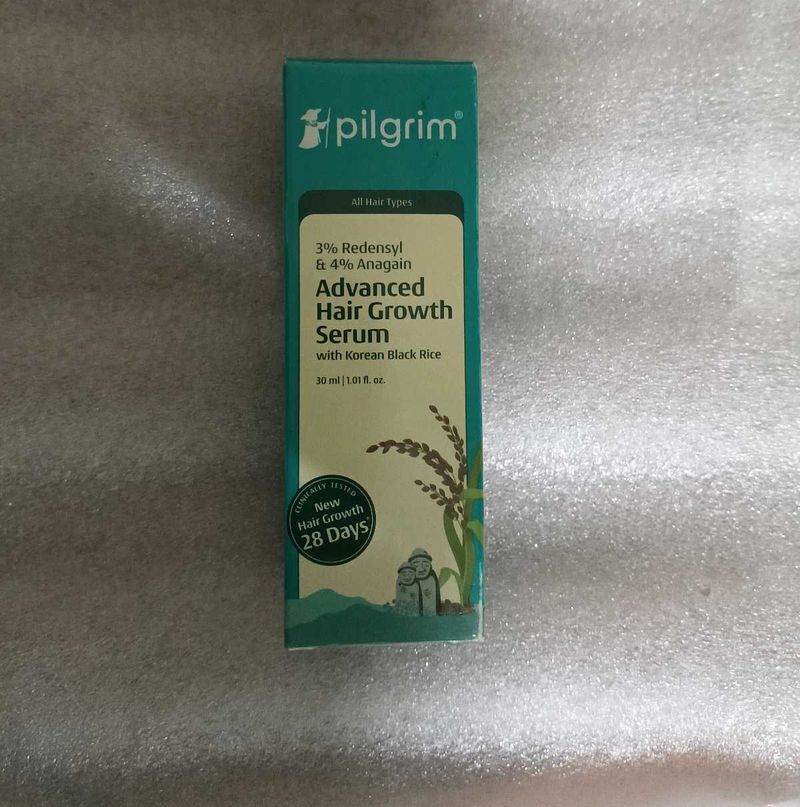 pilgrim®
All Hair Types
3% Redensyl
& 4% Anagain
Advanced
Hair Growth
Serum
with Korean Black Rice
30 ml | 1.01 fl. oz.
CLINICALLY TESTED
New
Hair Growth
28 Days*